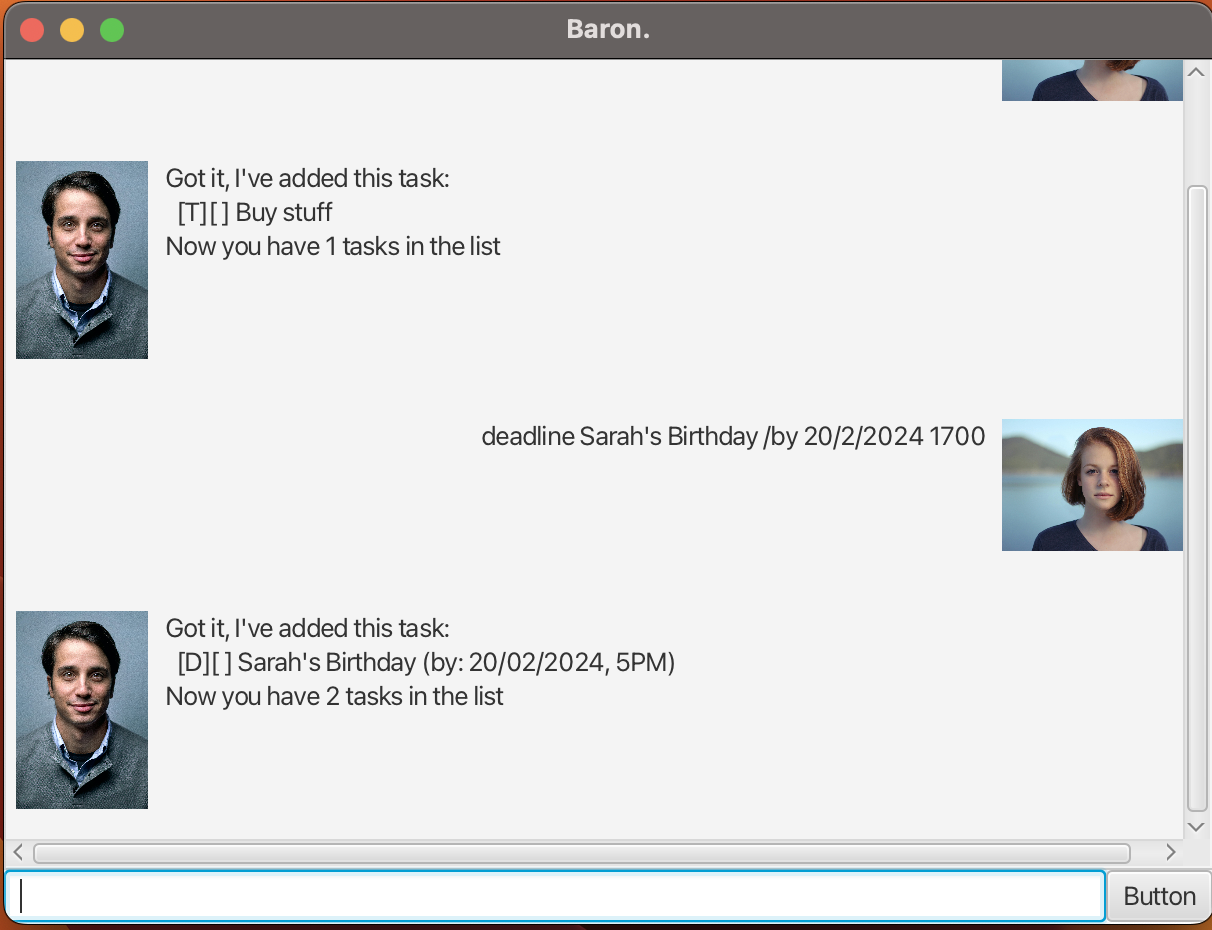 Baron.
Got it, I've added this task:
[T][ ] Buy stuff
Now you have 1 tasks in the list
deadline Sarah's Birthday /by 20/2/2024 1700
Got it, I've added this task:
[D][ ] Sarah's Birthday (by: 20/02/2024, 5PM)
Now you have 2 tasks in the list
Button